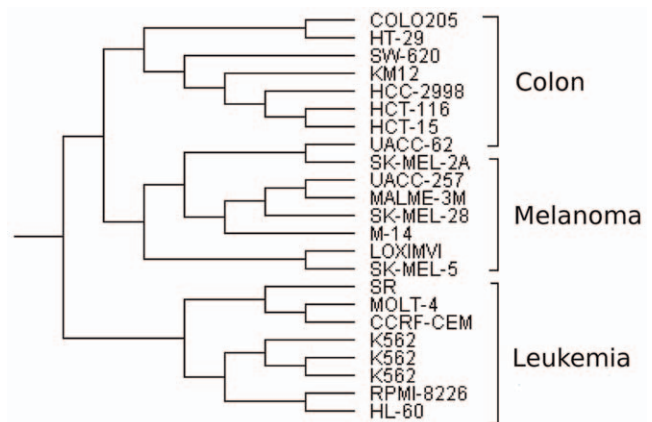 COLO205
HT-29
SW-620
KM12
HCC-2998
HCT-116
HCT-15
Colon
UACC-62
SK-MEL-2A
UACC-257
MALME-3M
SK-MEL-28
M-14
LOXIMVI
SK-MEL-5
Melanoma
SR
MOLT-4
CCRF-CEM
K562
K562
K562
RPMI-8226
HL-60
Leukemia